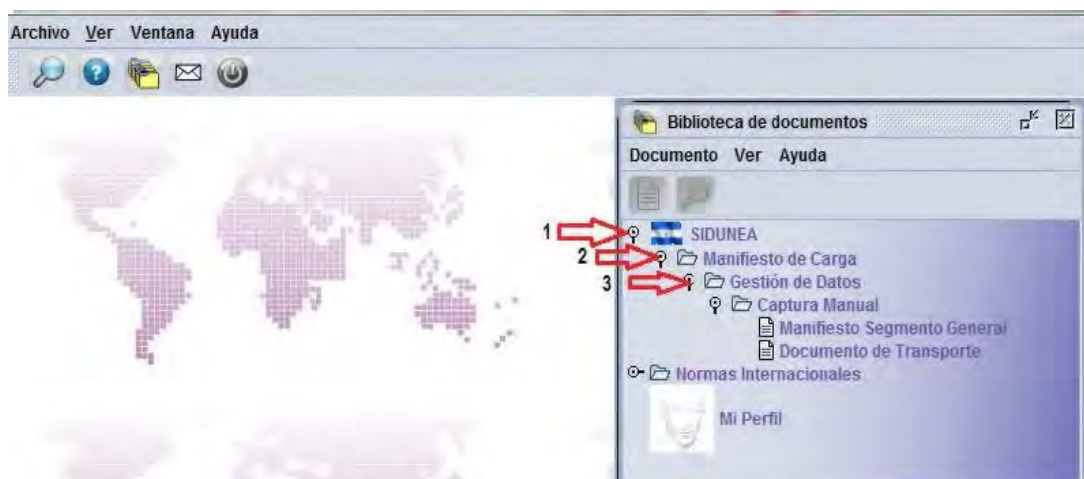 Archivo Ver Ventana Ayuda
Biblioteca de documentos
Documento Ver Ayuda
1 SIDUNEA
2 Manifiesto de Carga
3 Gestión de Datos
Captura Manual
Manifiesto Segmento General
Documento de Transporte
Normas Internacionales
Mi Perfil